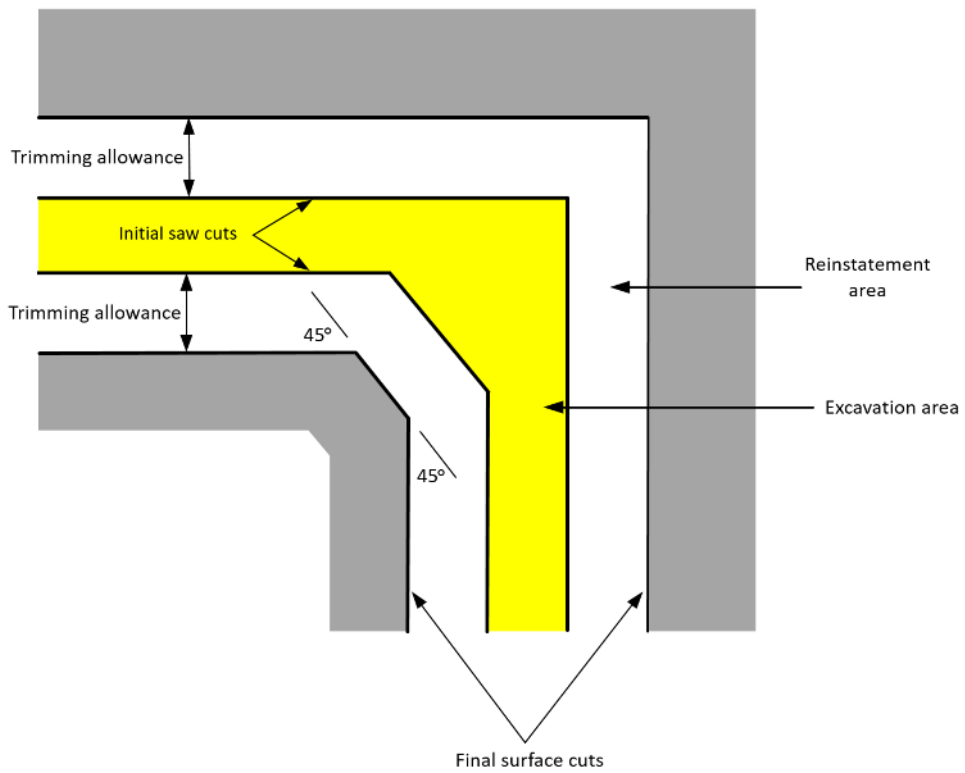 Trimming allowance
Initial saw cuts
Reinstatement
area
Trimming allowance
45°
Excavation area
45°
Final surface cuts